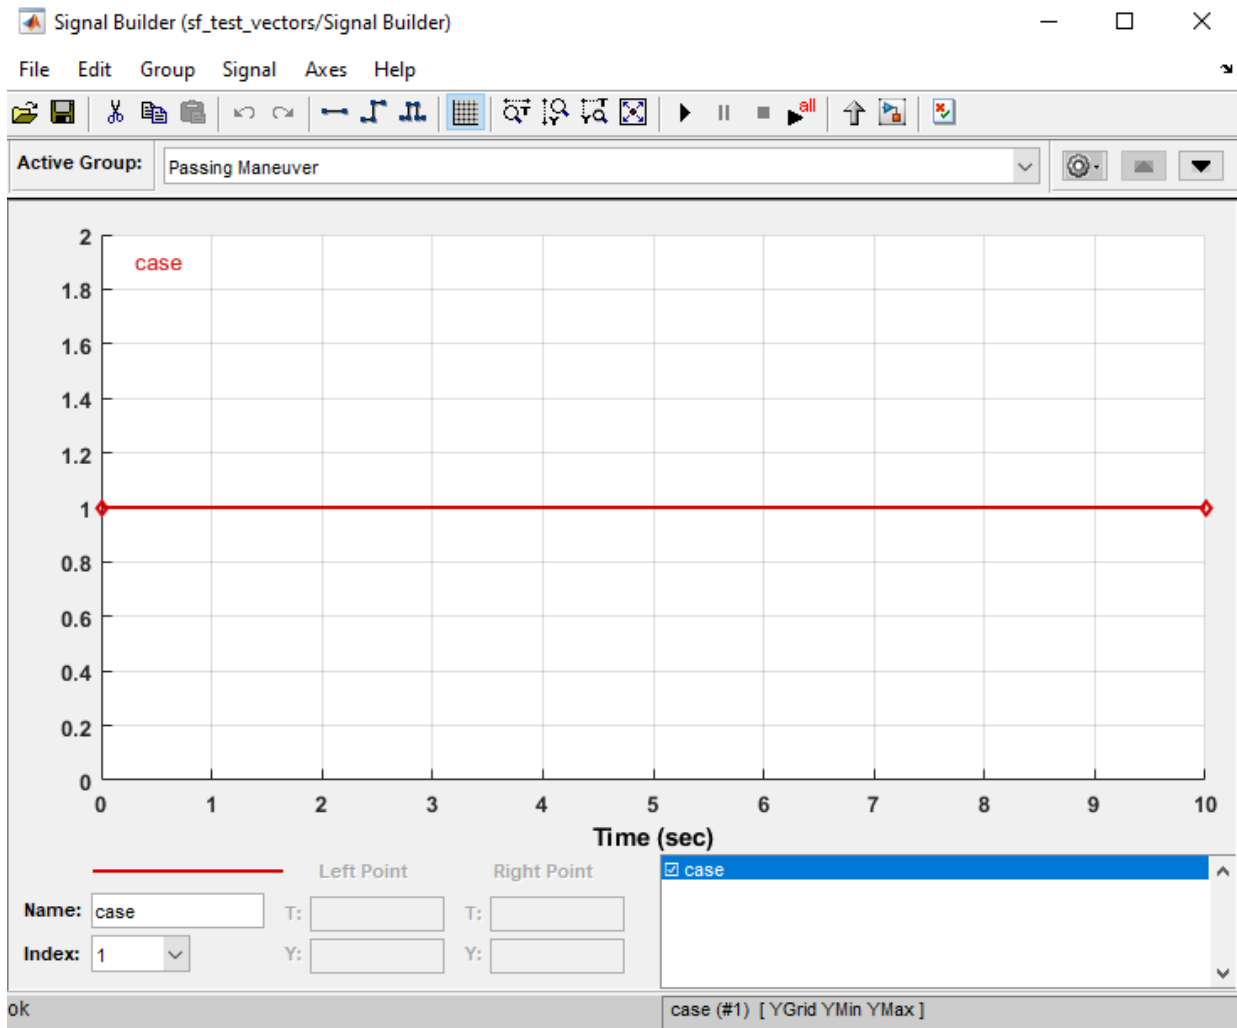 Signal Builder (sf_test_vectors/Signal Builder)
File Edit Group Signal Axes Help
all
Active Group: Passing Maneuver
case
2
1.8
1.6
1.4
1.2
1
0.8
0.6
0.4
0.2
0
0 1 2 3 4 5 6 7 8 9 10
Time (sec)
Left Point Right Point
case
Name: case T: T:
Index: 1 Y: Y:
ok case (#1) [ YGrid YMin YMax ]